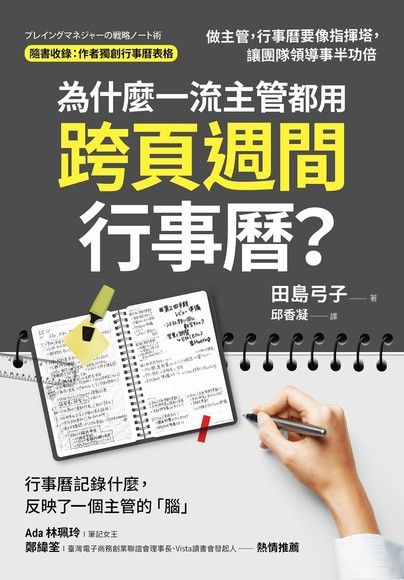 プレイングマネジャーの戦略ノート術
隨書收錄：作者獨創行事曆表格
做主管，行事曆要像指揮塔，
讓團隊領導事半功倍
為什麼一流主管都用
跨頁週間
行事曆？
田島弓子——著
邱香凝——譯
行事曆記錄什麼，
反映了一個主管的「腦」
Ada 林珮玲｜筆記女王
鄭緯筌｜臺灣電子商務創業聯誼會理事長、Vista讀書會發起人——熱情推薦